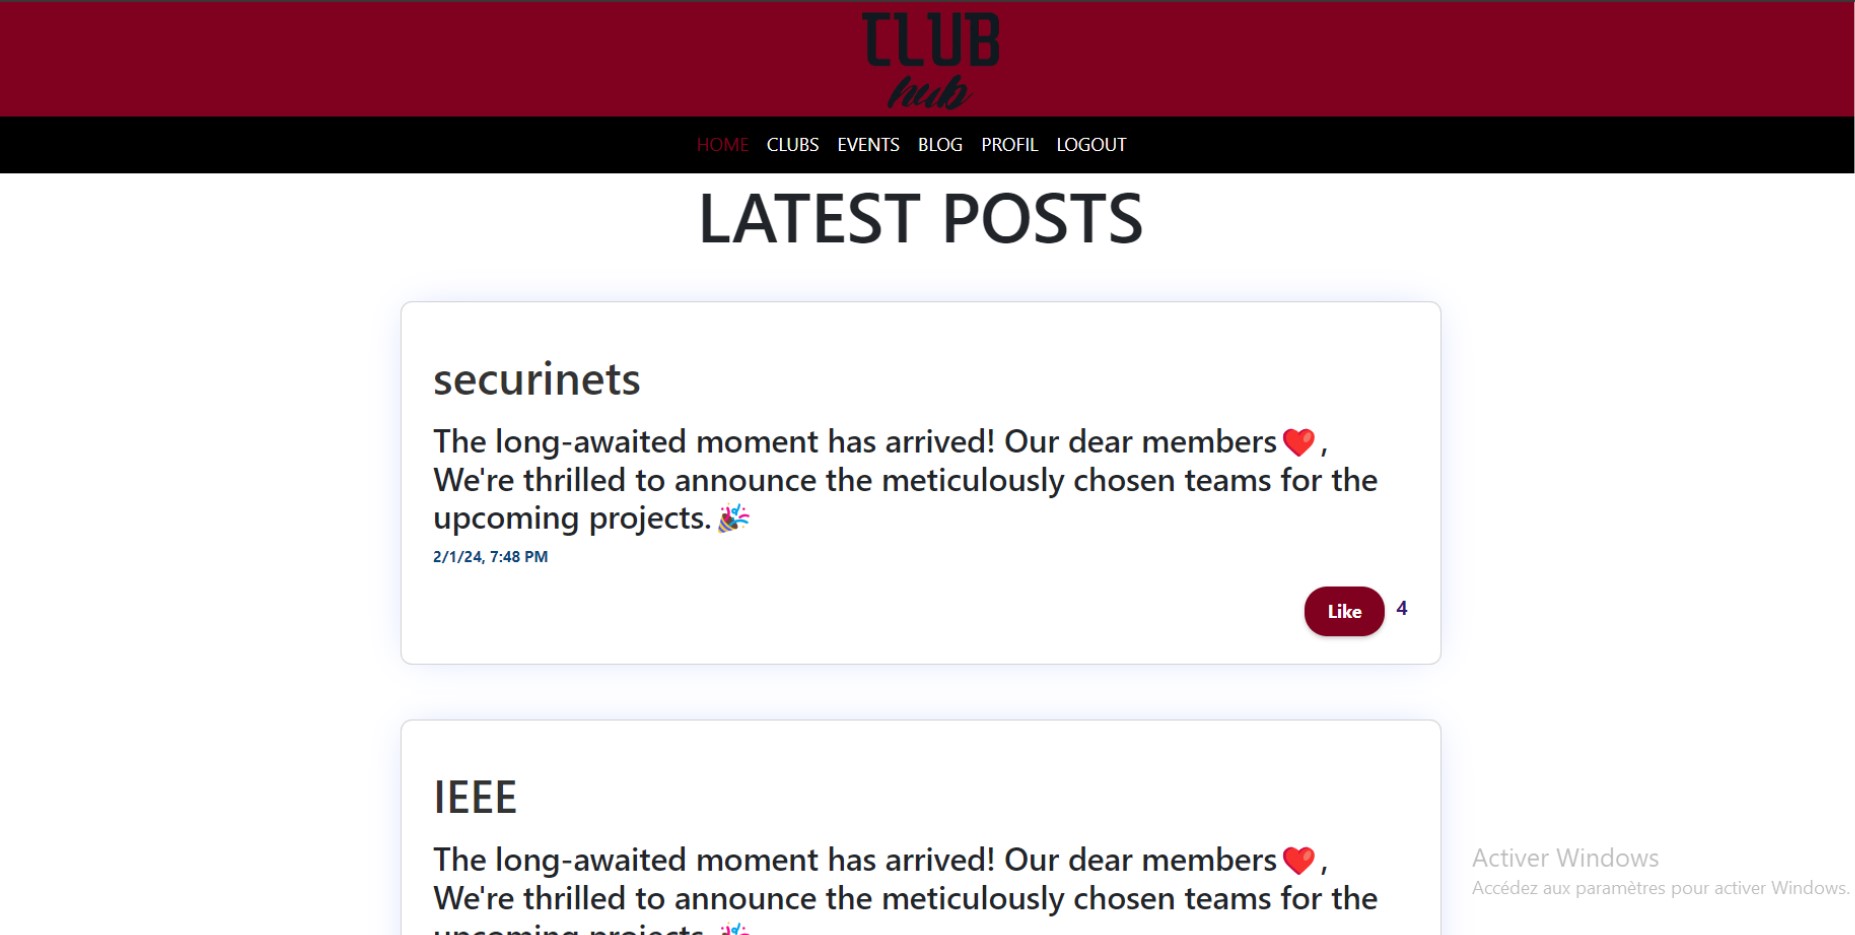 CLUB
hub
HOME CLUBS EVENTS BLOG PROFIL LOGOUT
LATEST POSTS
securinets
The long-awaited moment has arrived! Our dear members❤️,
We're thrilled to announce the meticulously chosen teams for the
upcoming projects.🎉
2/1/24, 7:48 PM
Like 4
IEEE
The long-awaited moment has arrived! Our dear members❤️,
We're thrilled to announce the meticulously chosen teams for the
upcoming projects.🎉
Activer Windows
Accédez aux paramètres pour activer Windows.